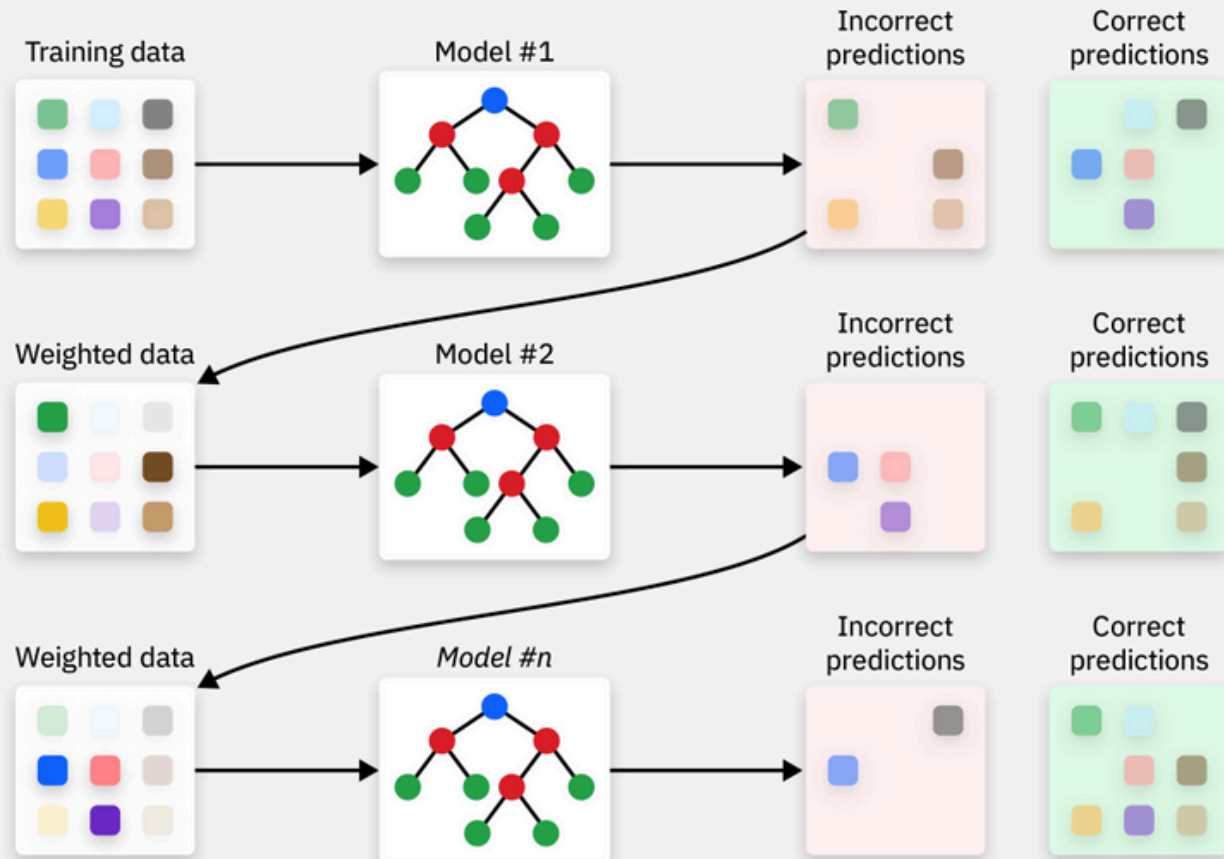 Training data
Model #1
Incorrect
predictions
Correct
predictions
Weighted data
Model #2
Incorrect
predictions
Correct
predictions
Weighted data
Model #n
Incorrect
predictions
Correct
predictions